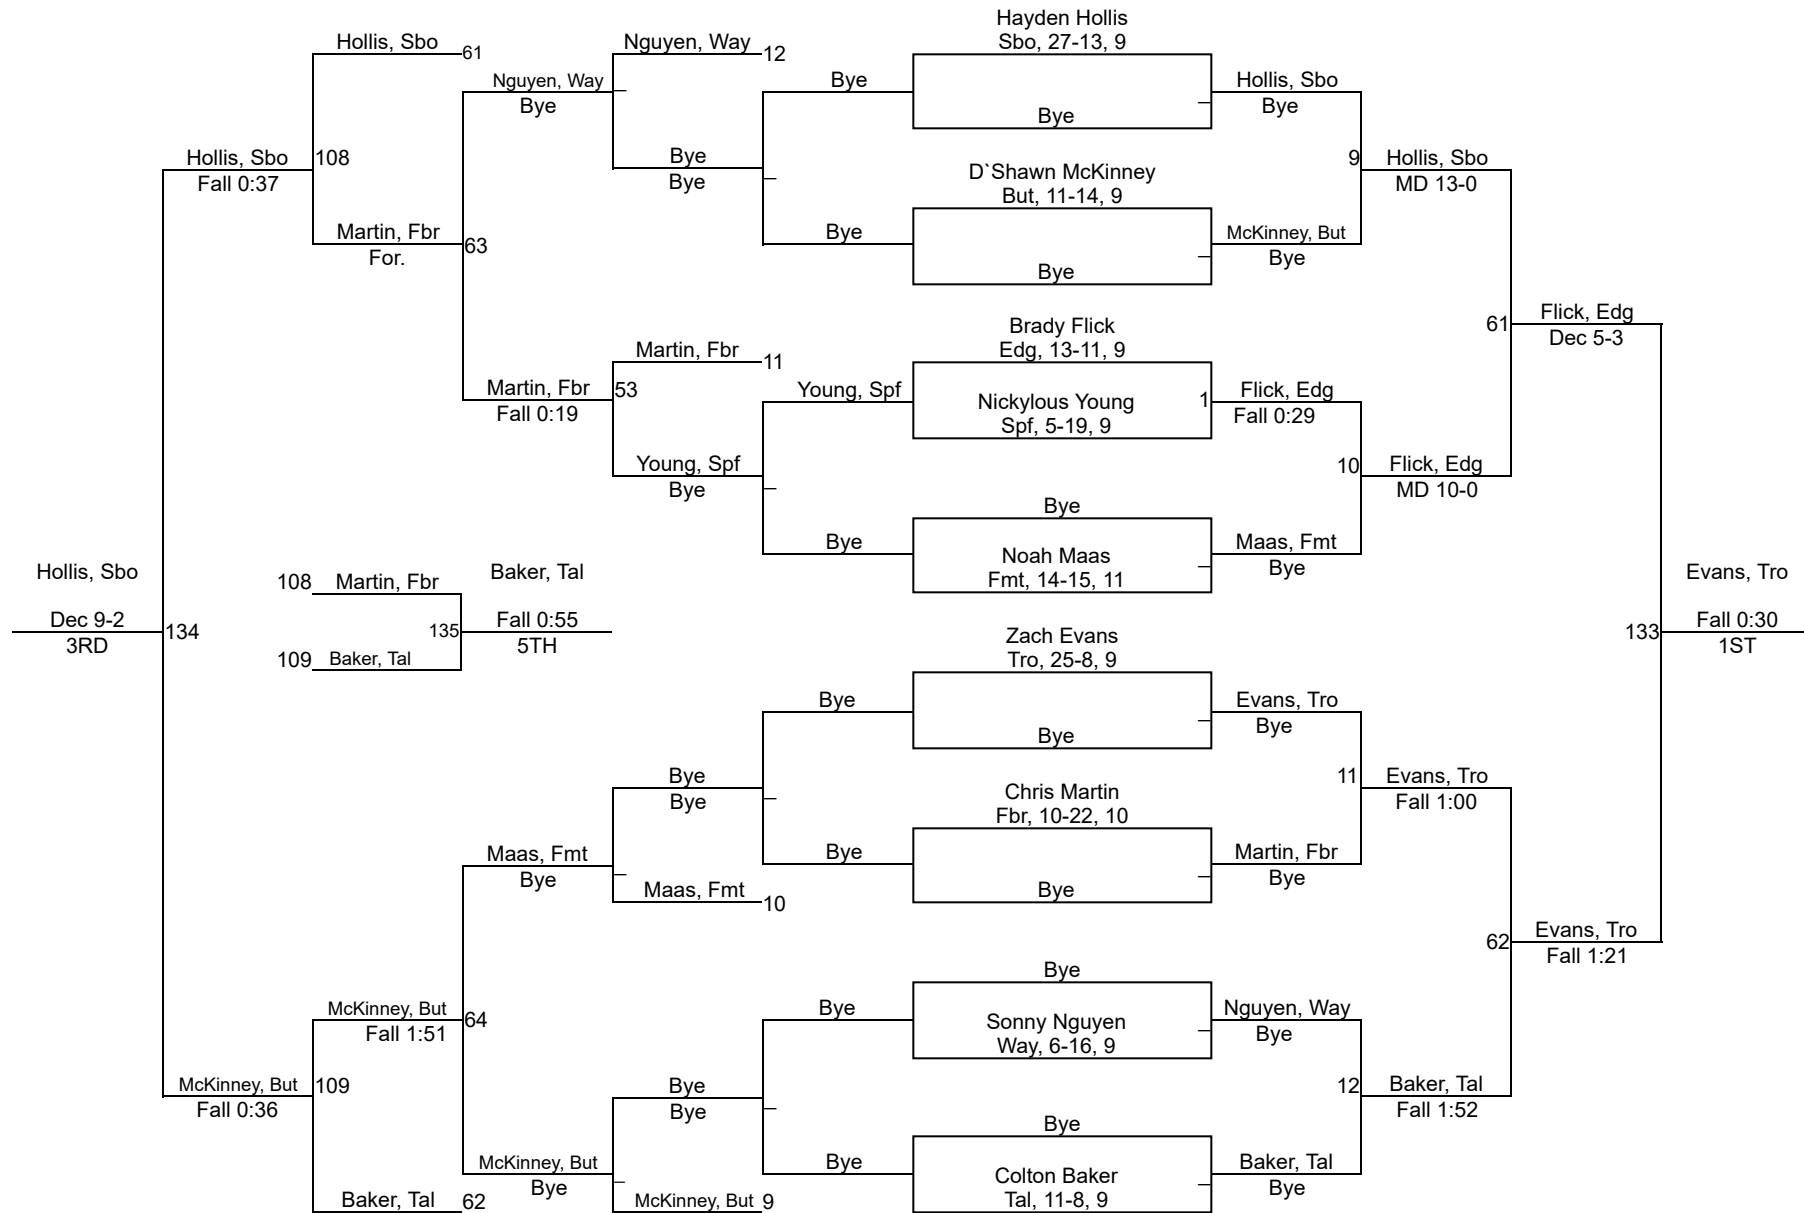 Hayden Hollis
Hollis, Sbo
61
Nguyen, Way
12
Sbo, 27-13, 9
Nguyen, Way
Bye
Bye
Hollis, Sbo
Bye
Bye
Bye
Hollis, Sbo
108
Fall 0:37
Bye
Bye
D`Shawn McKinney
But, 11-14, 9
9
Hollis, Sbo
MD 13-0
Martin, Fbr
63
For.
Bye
McKinney, But
Bye
Bye
Brady Flick
Edg, 13-11, 9
61
Flick, Edg
Dec 5-3
Martin, Fbr
11
Martin, Fbr
53
Fall 0:19
Young, Spf
Nickylous Young
Spf, 5-19, 9
1
Flick, Edg
Fall 0:29
Young, Spf
Bye
10
Flick, Edg
MD 10-0
Bye
Bye
Noah Maas
Fmt, 14-15, 11
Maas, Fmt
Bye
Hollis, Sbo
Dec 9-2
3RD
134
108
Martin, Fbr
109
Baker, Tal
135
Baker, Tal
Fall 0:55
5TH
Evans, Tro
133
Fall 0:30
1ST
Zach Evans
Tro, 25-8, 9
Bye
Bye
Evans, Tro
Bye
Bye
Bye
Chris Martin
Fbr, 10-22, 10
11
Evans, Tro
Fall 1:00
Maas, Fmt
Bye
Maas, Fmt
10
Bye
Bye
Martin, Fbr
Bye
62
Evans, Tro
Fall 1:21
Bye
McKinney, But
64
Fall 1:51
Bye
Sonny Nguyen
Way, 6-16, 9
Nguyen, Way
Bye
McKinney, But
109
Fall 0:36
Bye
Bye
12
Baker, Tal
Fall 1:52
Bye
McKinney, But
Bye
Bye
Colton Baker
Tal, 11-8, 9
Baker, Tal
Bye
Baker, Tal
62
McKinney, But
9